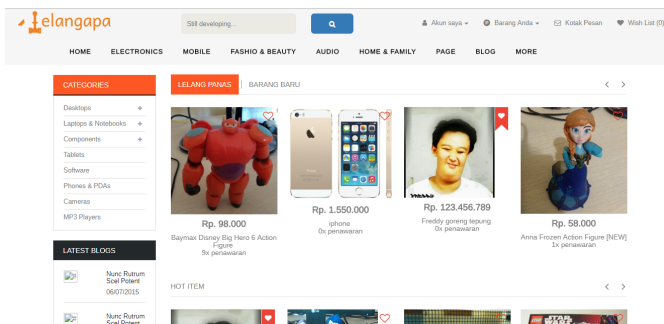 Lelangapa
Still developing...
Akun saya
Barang Anda
Kotak Pesan
Wish List (0)
HOME ELECTRONICS MOBILE FASHIO & BEAUTY AUDIO HOME & FAMILY PAGE BLOG MORE
CATEGORIES
Desktops +
Laptops & Notebooks +
Components +
Tablets
Software
Phones & PDAs
Cameras
MP3 Players
LATEST BLOGS
Nunc Rutrum
Scel Potent
06/07/2015
Nunc Rutrum
Scel Potent
LELANG PANAS | BARANG BARU
Rp. 98.000
Baymax Disney Big Hero 6 Action
Figure
9x penawaran
Rp. 1.550.000
iphone
0x penawaran
Rp. 123.456.789
Freddy goreng tepung
0x penawaran
Rp. 58.000
Anna Frozen Action Figure [NEW]
1x penawaran
HOT ITEM
STAR
WARS